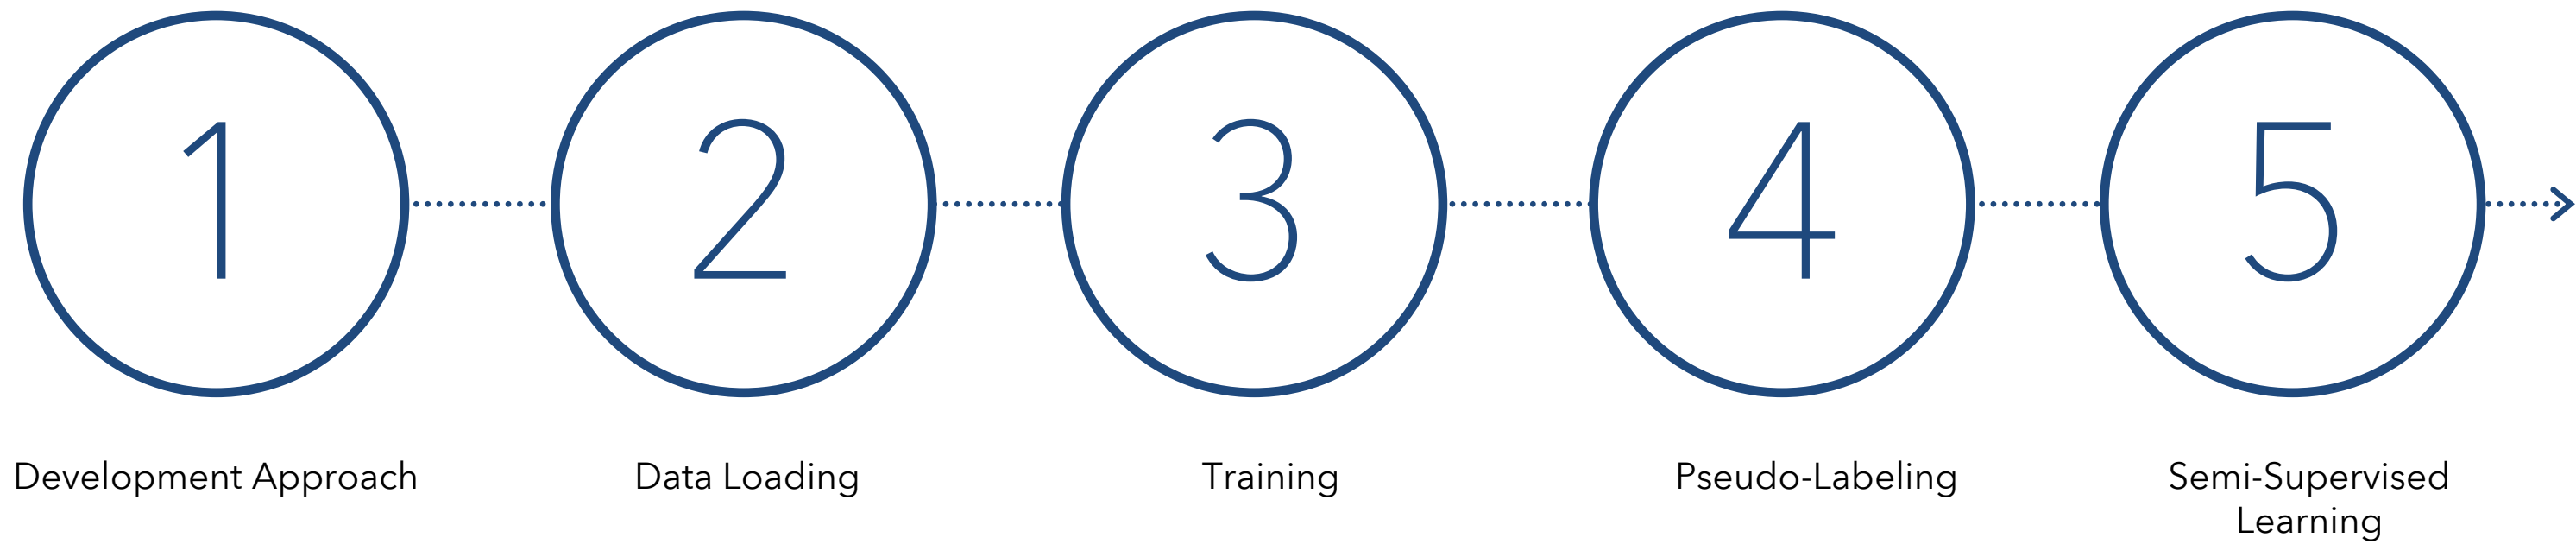 1
2
3
4
5
Development Approach
Data Loading
Training
Pseudo-Labeling
Semi-Supervised
Learning